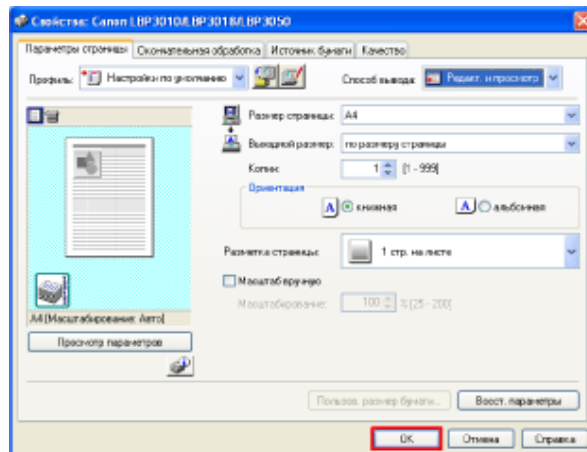 Свойства: Canon LBP3010/LBP3018/LBP3050
Параметры страницы Окончательная обработка Источник бумаги Качество
Профиль: Настройки по умолчанию Способ вывода: Редакт. и просмотр
Размер страницы: A4
Выходной размер: по размеру страницы
Копии: 1 [1 - 999]
Ориентация
A книжная A альбомная
Разметка страницы: 1 стр. на листе
Масштаб вручную
Масштабирование: 100 % [25 - 200]
A4 [Масштабирование: Авто]
Просмотр параметров
Пользов. размер бумаги... Восст. параметры
OK Отмена Справка